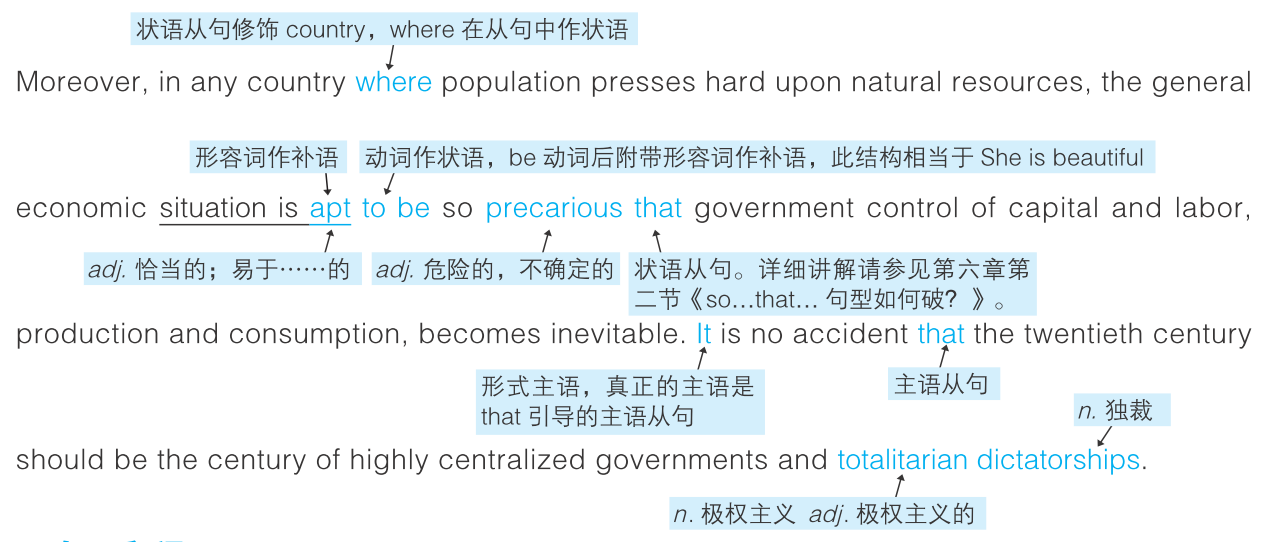 状语从句修饰 country，where 在从句中作状语
Moreover, in any country where population presses hard upon natural resources, the general
形容词作补语 动词作状语，be 动词后附带形容词作补语，此结构相当于 She is beautiful
economic situation is apt to be so precarious that government control of capital and labor,
adj. 恰当的；易于……的 adj. 危险的，不确定的 状语从句。详细讲解请参见第六章第
二节《so…that… 句型如何破？》。
production and consumption, becomes inevitable. It is no accident that the twentieth century
形式主语，真正的主语是 主语从句
that 引导的主语从句 n. 独裁
should be the century of highly centralized governments and totalitarian dictatorships.
n. 极权主义 adj. 极权主义的